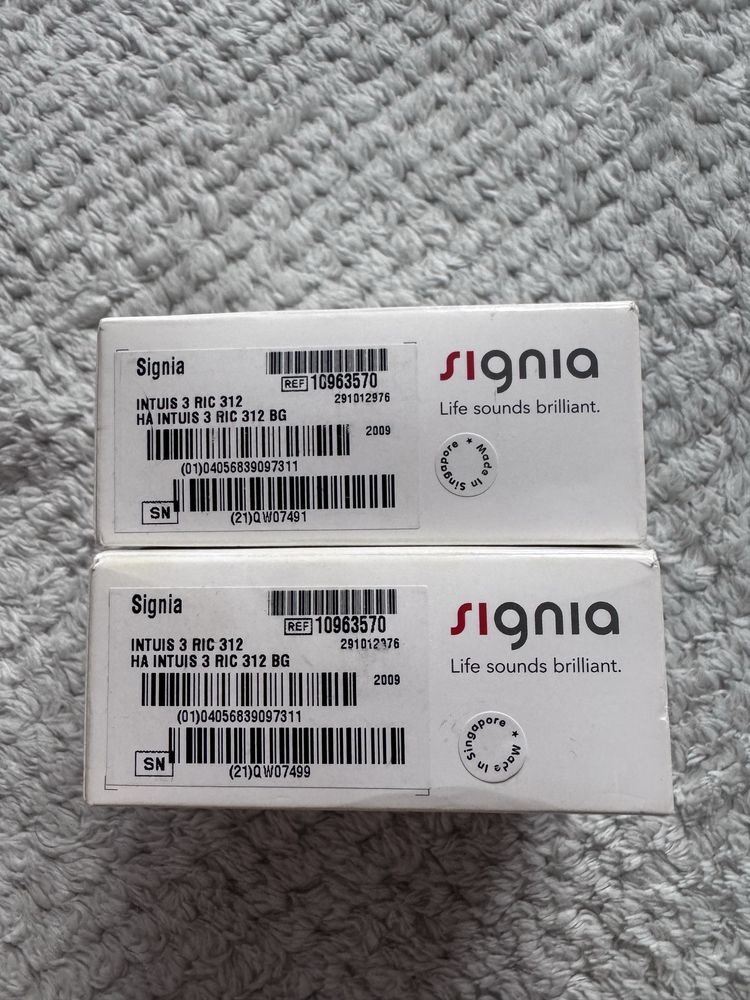 Signia
REF 10963570
291012976
INTUIS 3 RIC 312
HA INTUIS 3 RIC 312 BG
2009
(01)04056839097311
SN
(21)QW07491
signia
Life sounds brilliant.
Made in Singapore ★
Signia
REF 10963570
291012976
INTUIS 3 RIC 312
HA INTUIS 3 RIC 312 BG
2009
(01)04056839097311
SN
(21)QW07499
signia
Life sounds brilliant.
Made in Singapore ★